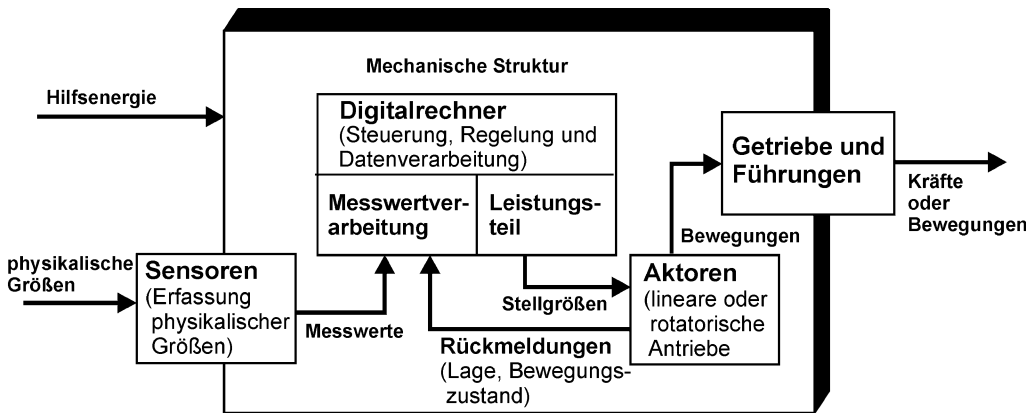 Mechanische Struktur
Hilfsenergie
Digitalrechner
(Steuerung, Regelung und
Datenverarbeitung)
Messwertver-
arbeitung
Leistungs-
teil
Getriebe und
Führungen
Kräfte
oder
Bewegungen
Bewegungen
physikalische
Größen
Sensoren
(Erfassung
physikalischer
Größen)
Messwerte
Stellgrößen
Aktoren
(lineare oder
rotatorische
Antriebe
Rückmeldungen
(Lage, Bewegungs-
zustand)